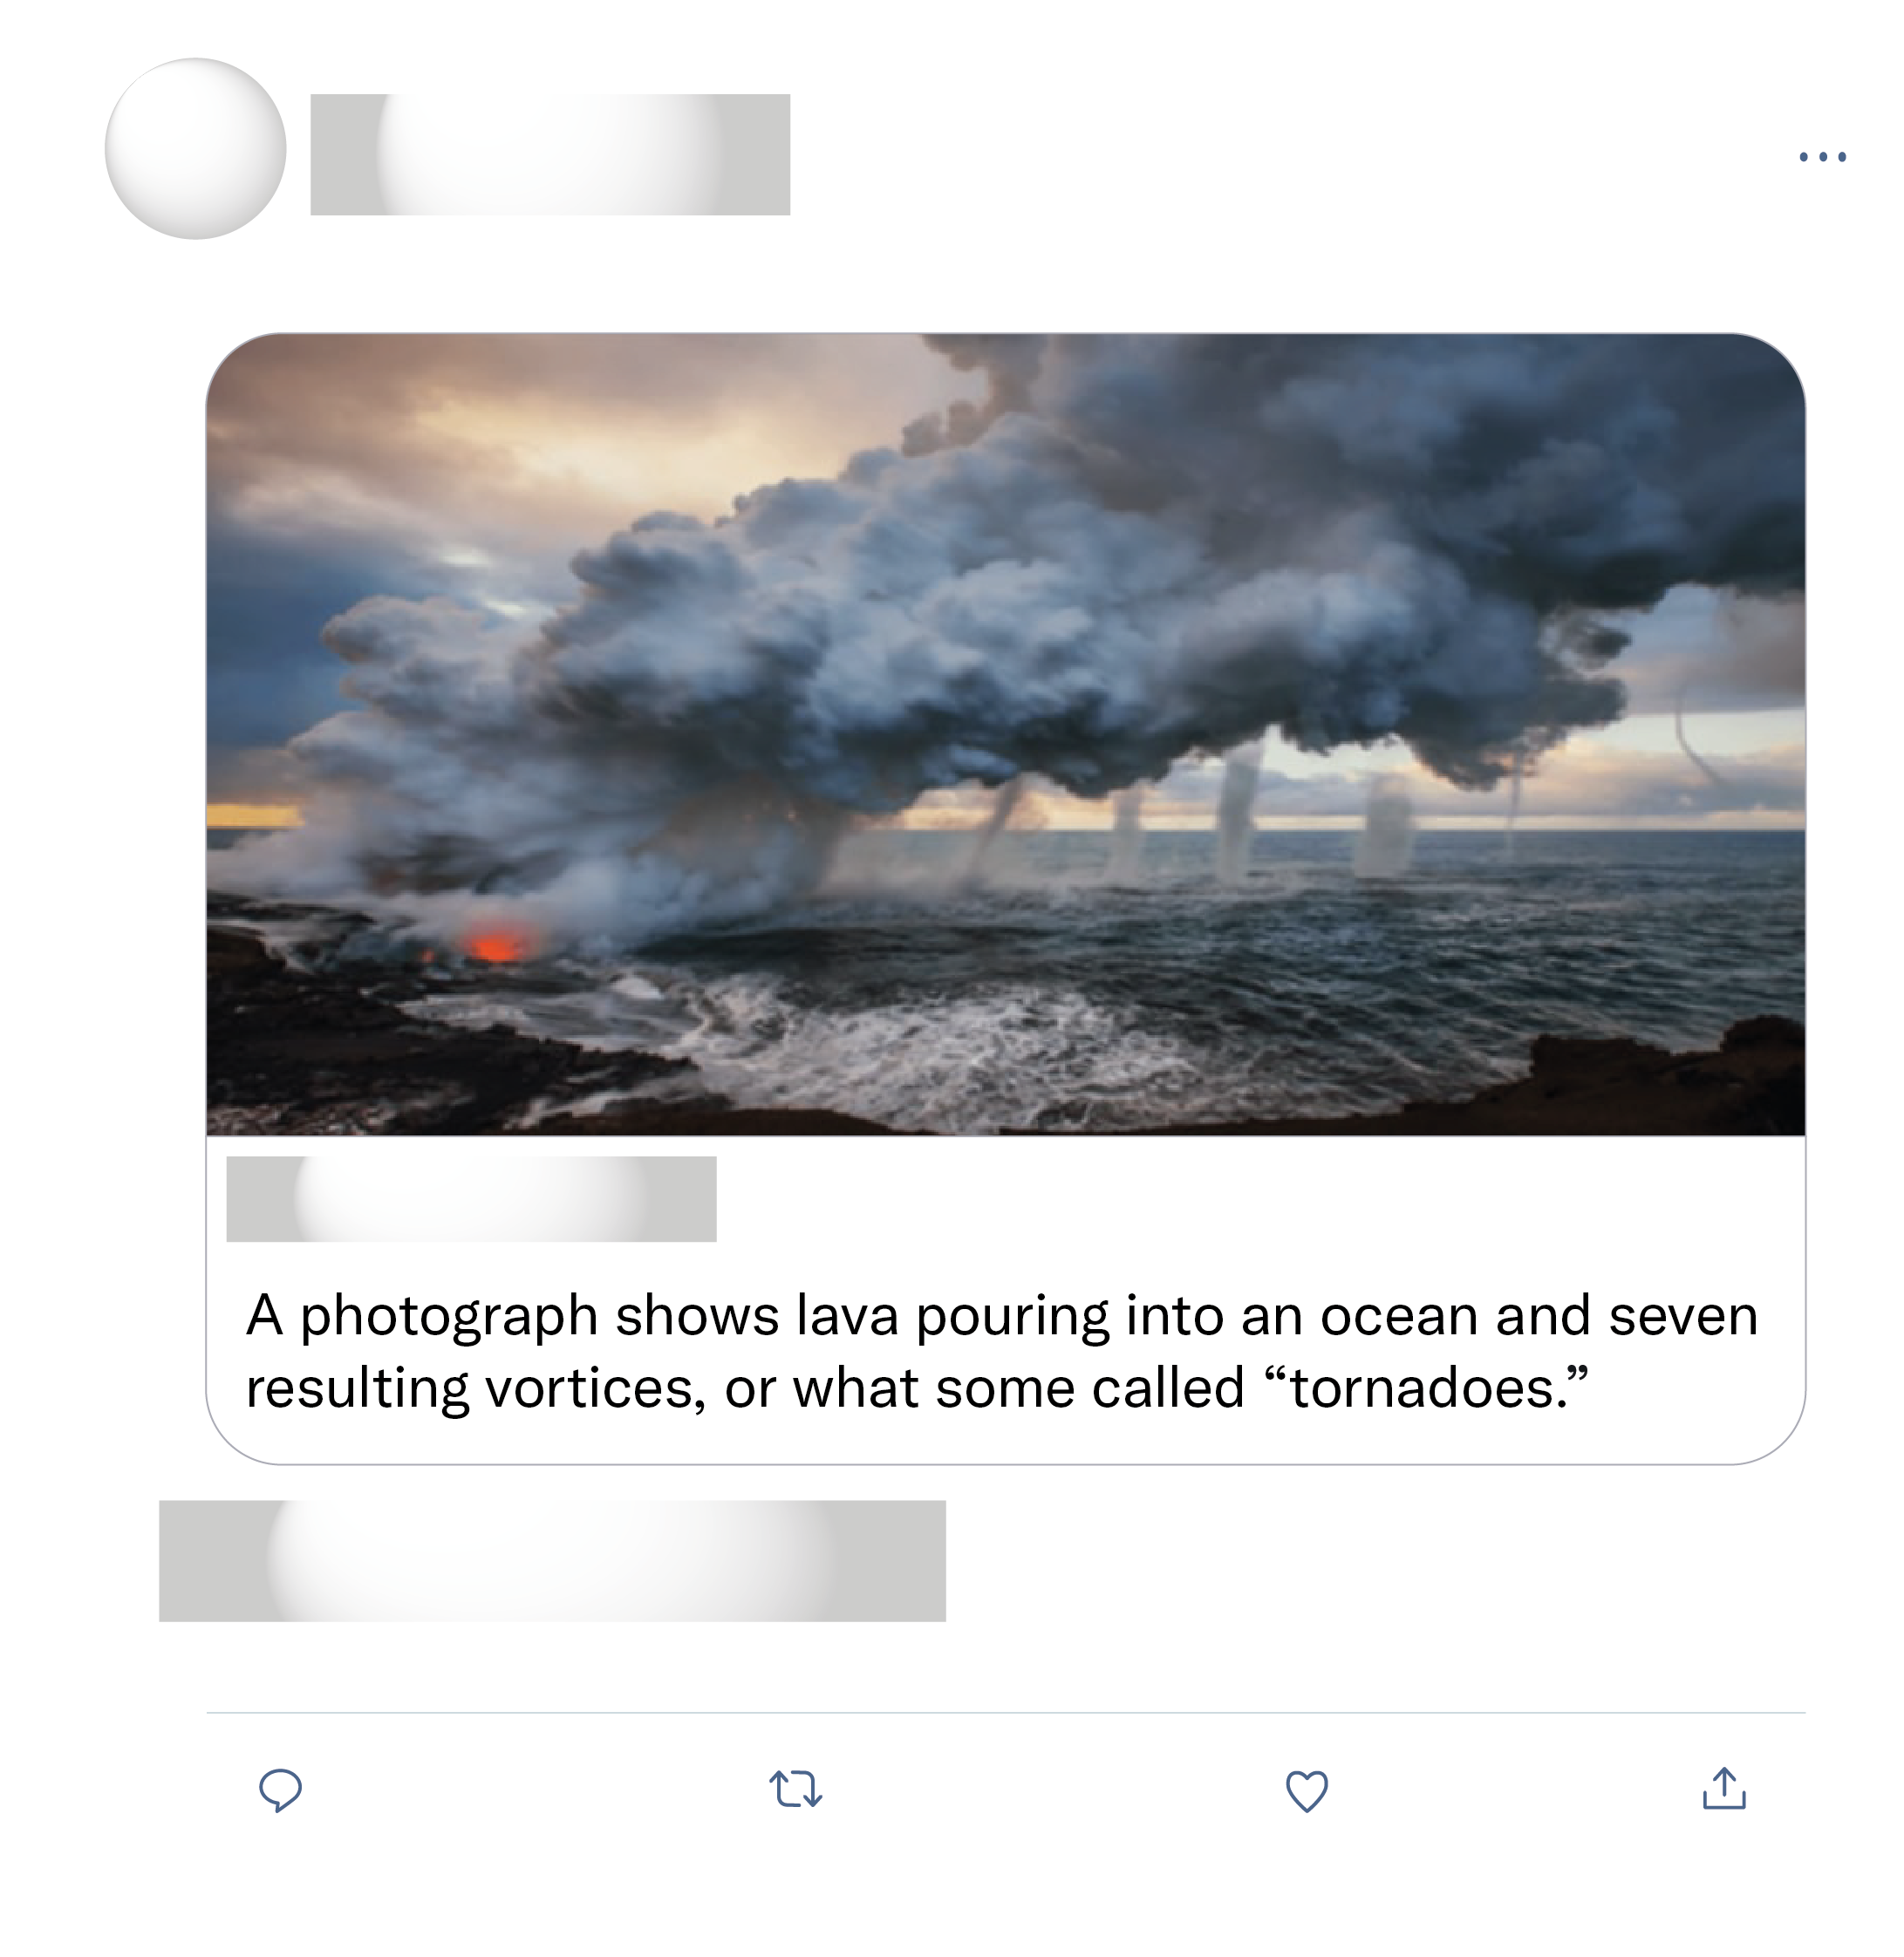 A photograph shows lava pouring into an ocean and seven
resulting vortices, or what some called “tornadoes.”